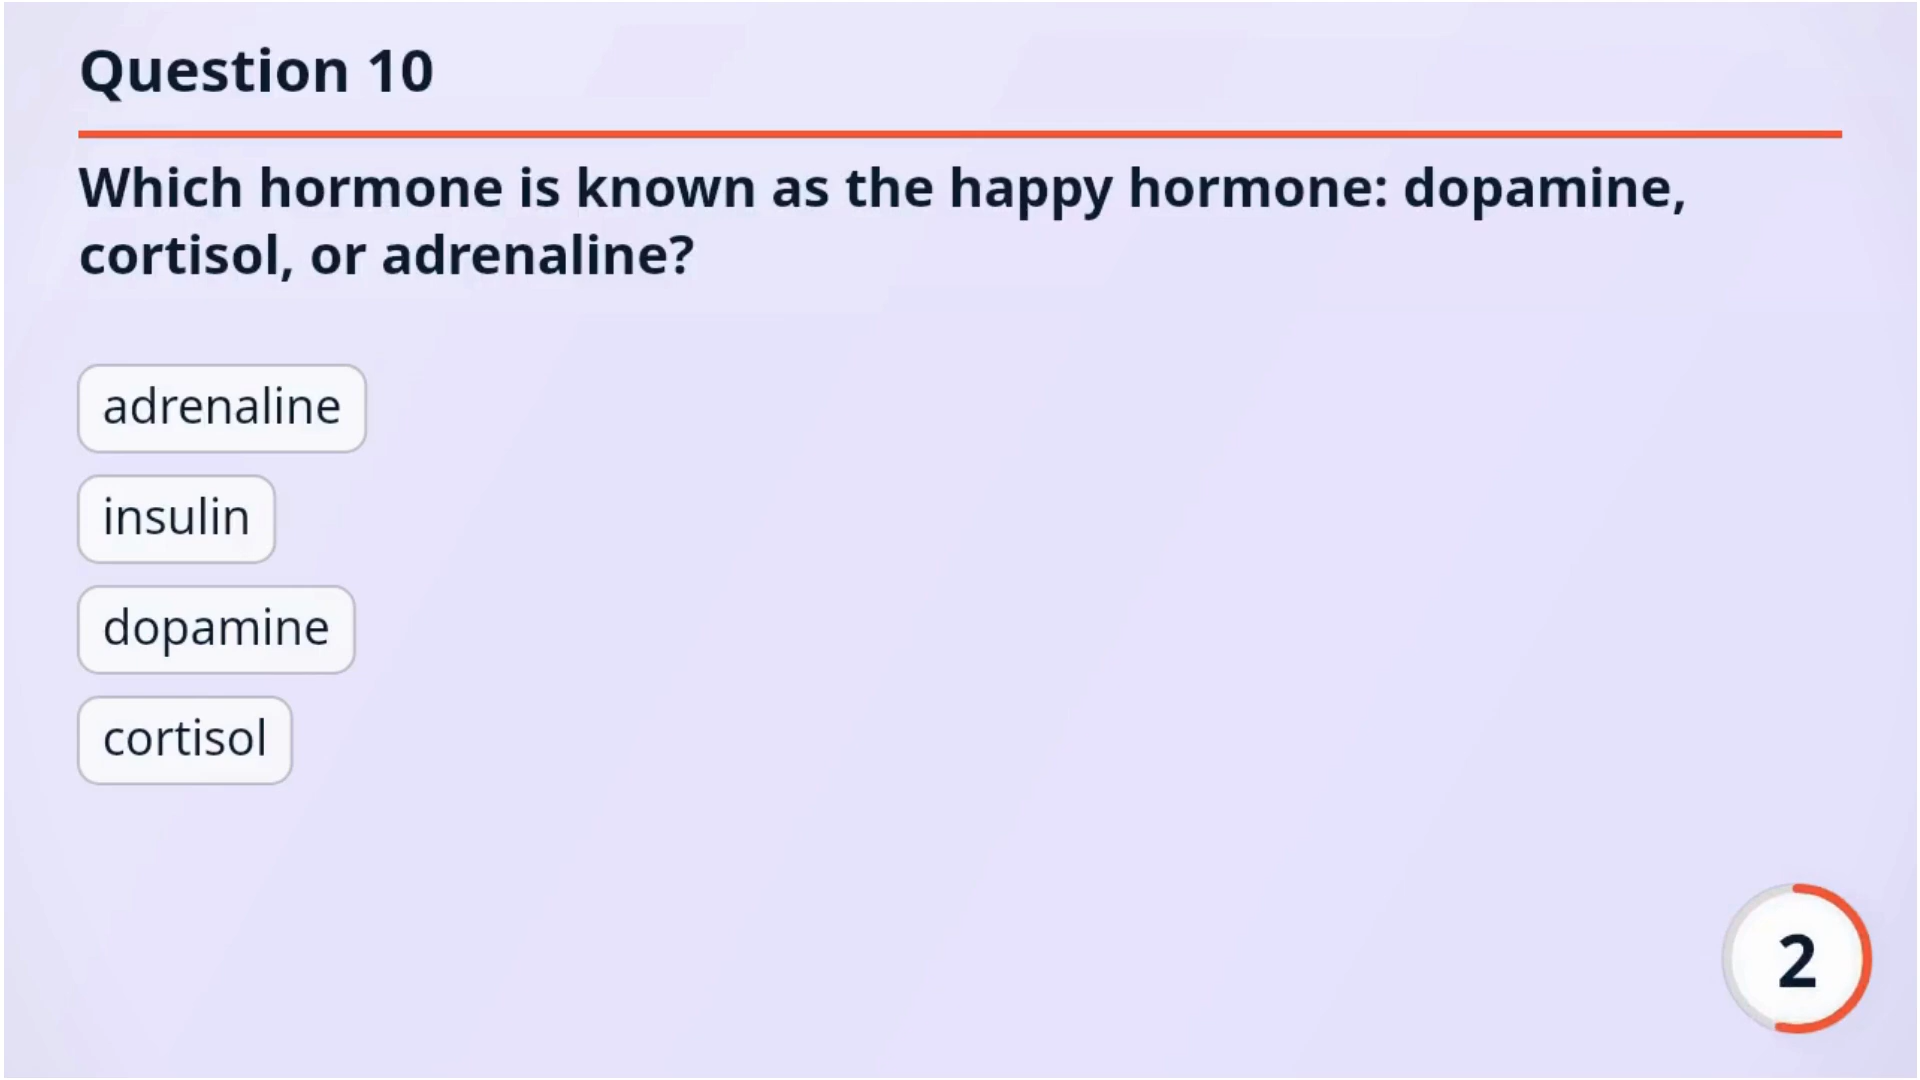 Question 10
Which hormone is known as the happy hormone: dopamine,
cortisol, or adrenaline?
adrenaline
insulin
dopamine
cortisol
2